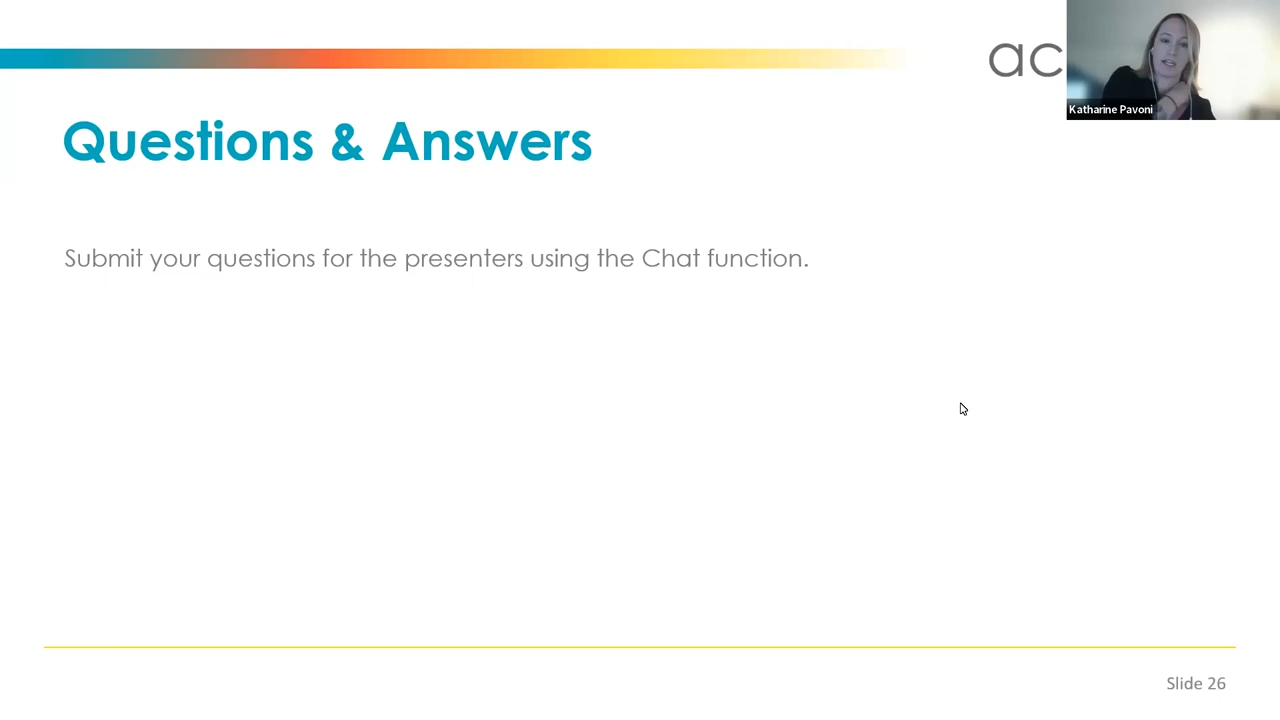 ac
Katharine Pavoni
Questions & Answers
Submit your questions for the presenters using the Chat function.
Slide 26